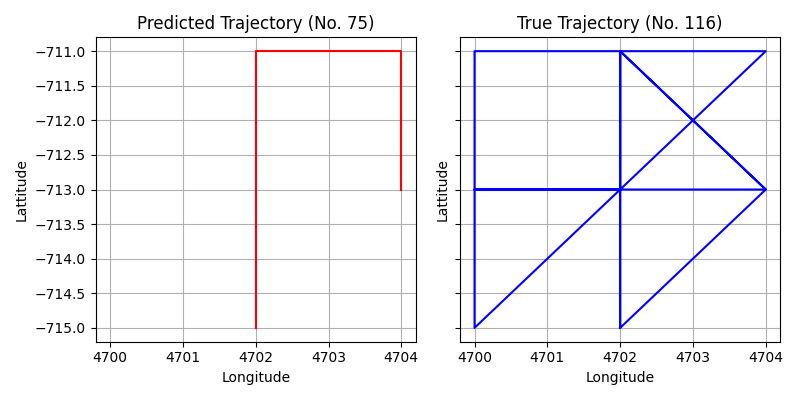 Predicted Trajectory (No. 75)
True Trajectory (No. 116)
−711.0
−711.5
−712.0
−712.5
−713.0
−713.5
−714.0
−714.5
−715.0
Lattitude
Lattitude
4700 4701 4702 4703 4704
4700 4701 4702 4703 4704
Longitude
Longitude